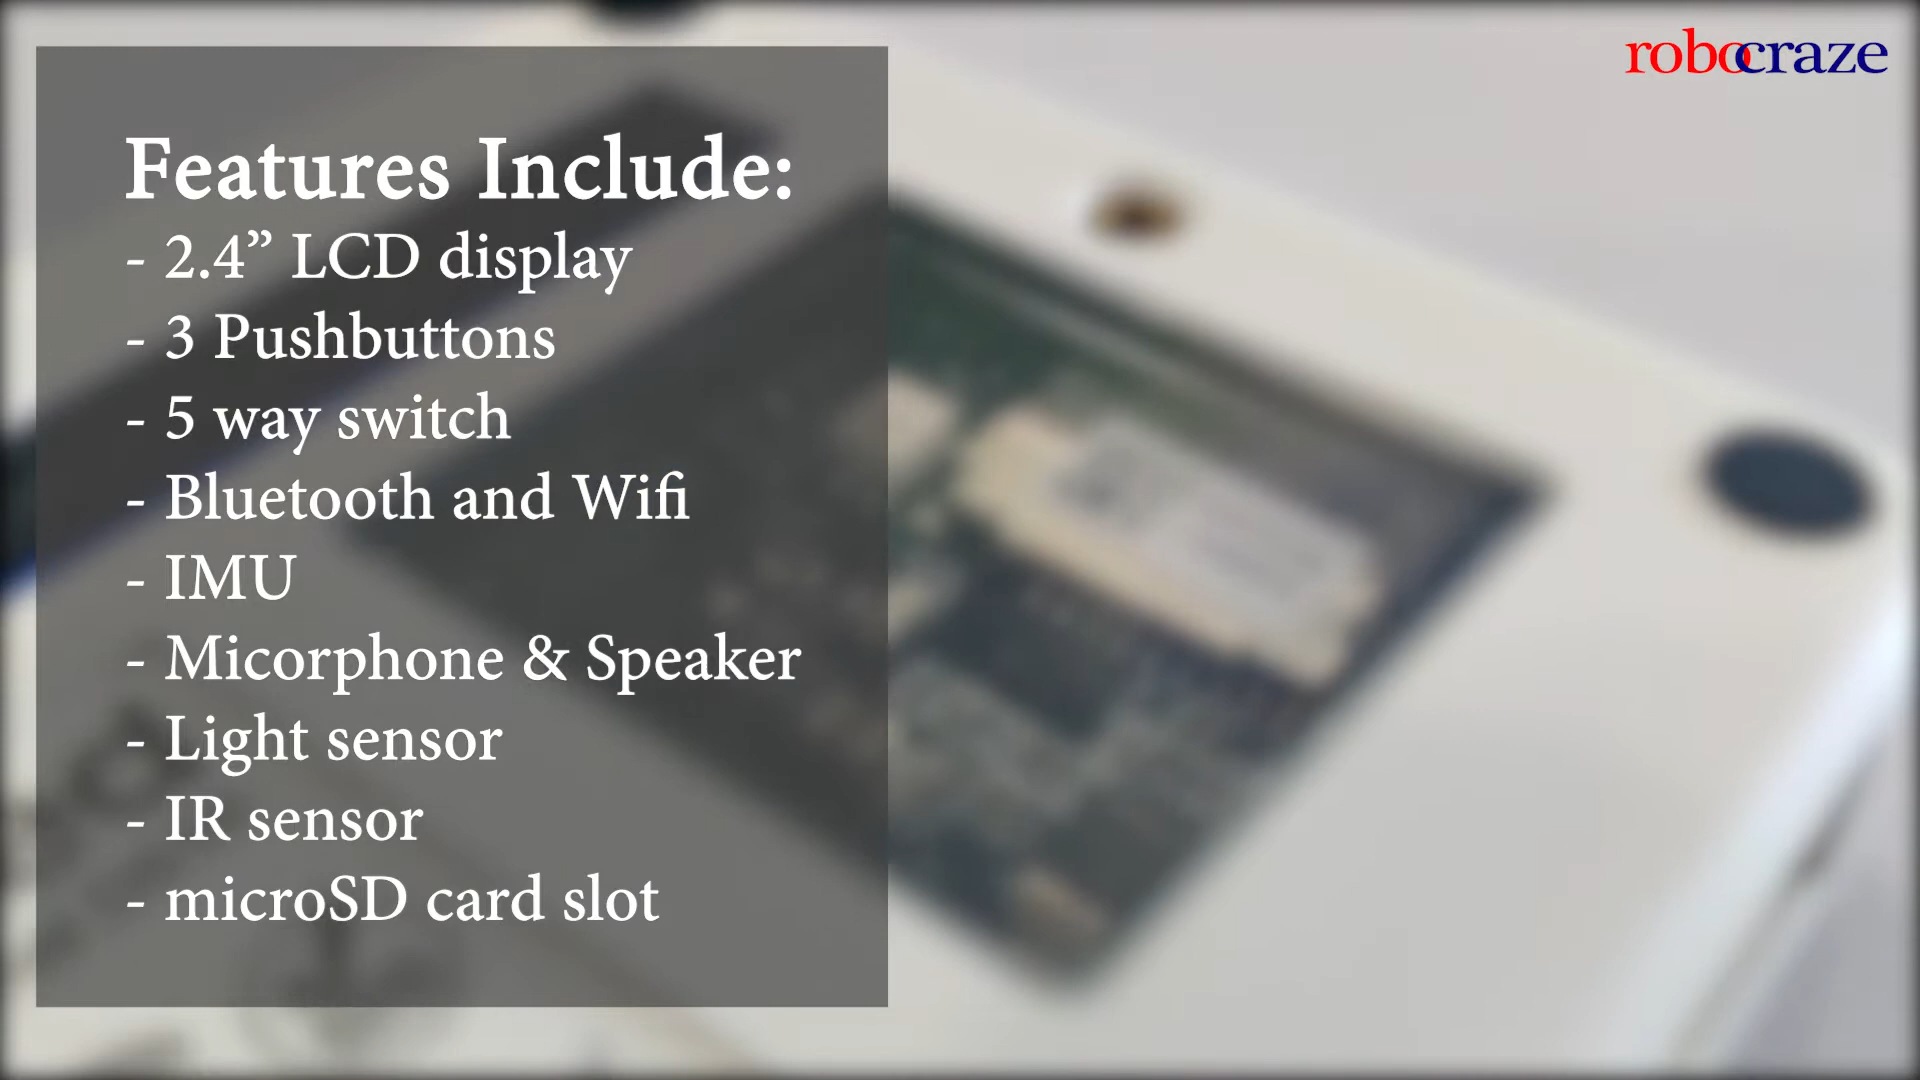 robocraze
Features Include:
- 2.4” LCD display
- 3 Pushbuttons
- 5 way switch
- Bluetooth and Wifi
- IMU
- Micorphone & Speaker
- Light sensor
- IR sensor
- microSD card slot